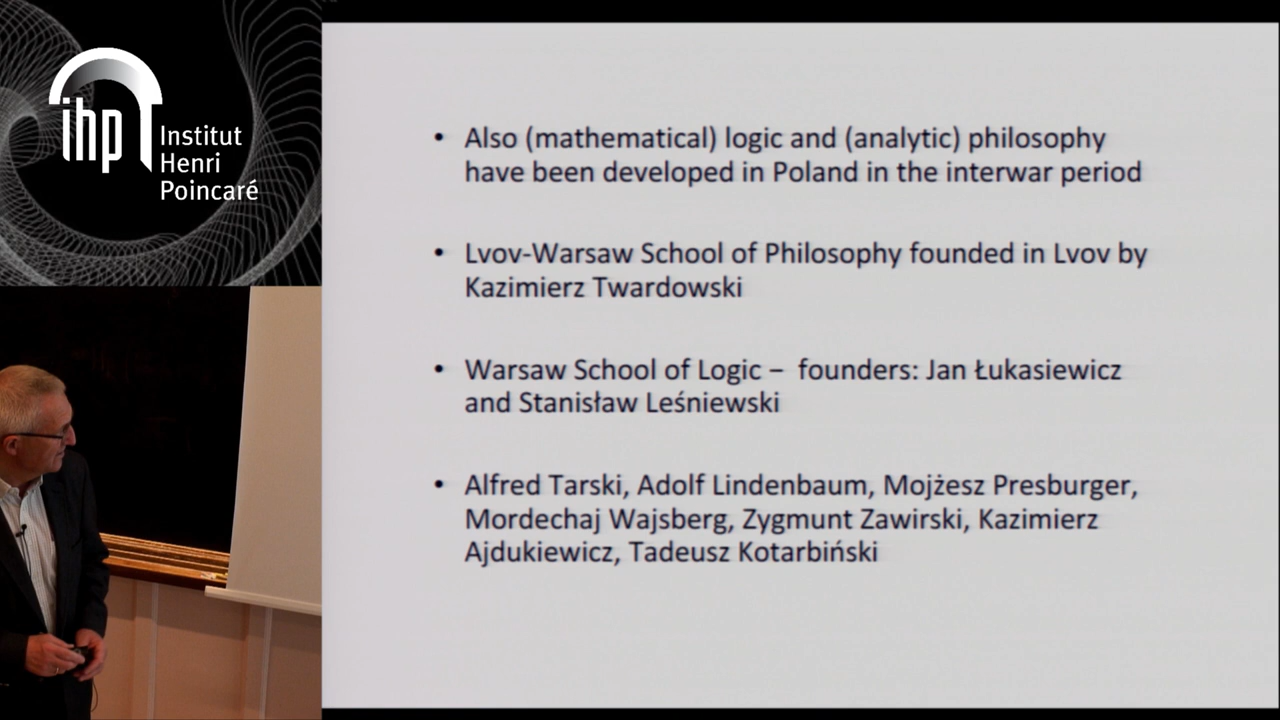 ihp
Institut
Henri
Poincaré
• Also (mathematical) logic and (analytic) philosophy
have been developed in Poland in the interwar period
• Lvov-Warsaw School of Philosophy founded in Lvov by
Kazimierz Twardowski
• Warsaw School of Logic – founders: Jan Łukasiewicz
and Stanisław Leśniewski
• Alfred Tarski, Adolf Lindenbaum, Mojżesz Presburger,
Mordechaj Wajsberg, Zygmunt Zawirski, Kazimierz
Ajdukiewicz, Tadeusz Kotarbiński